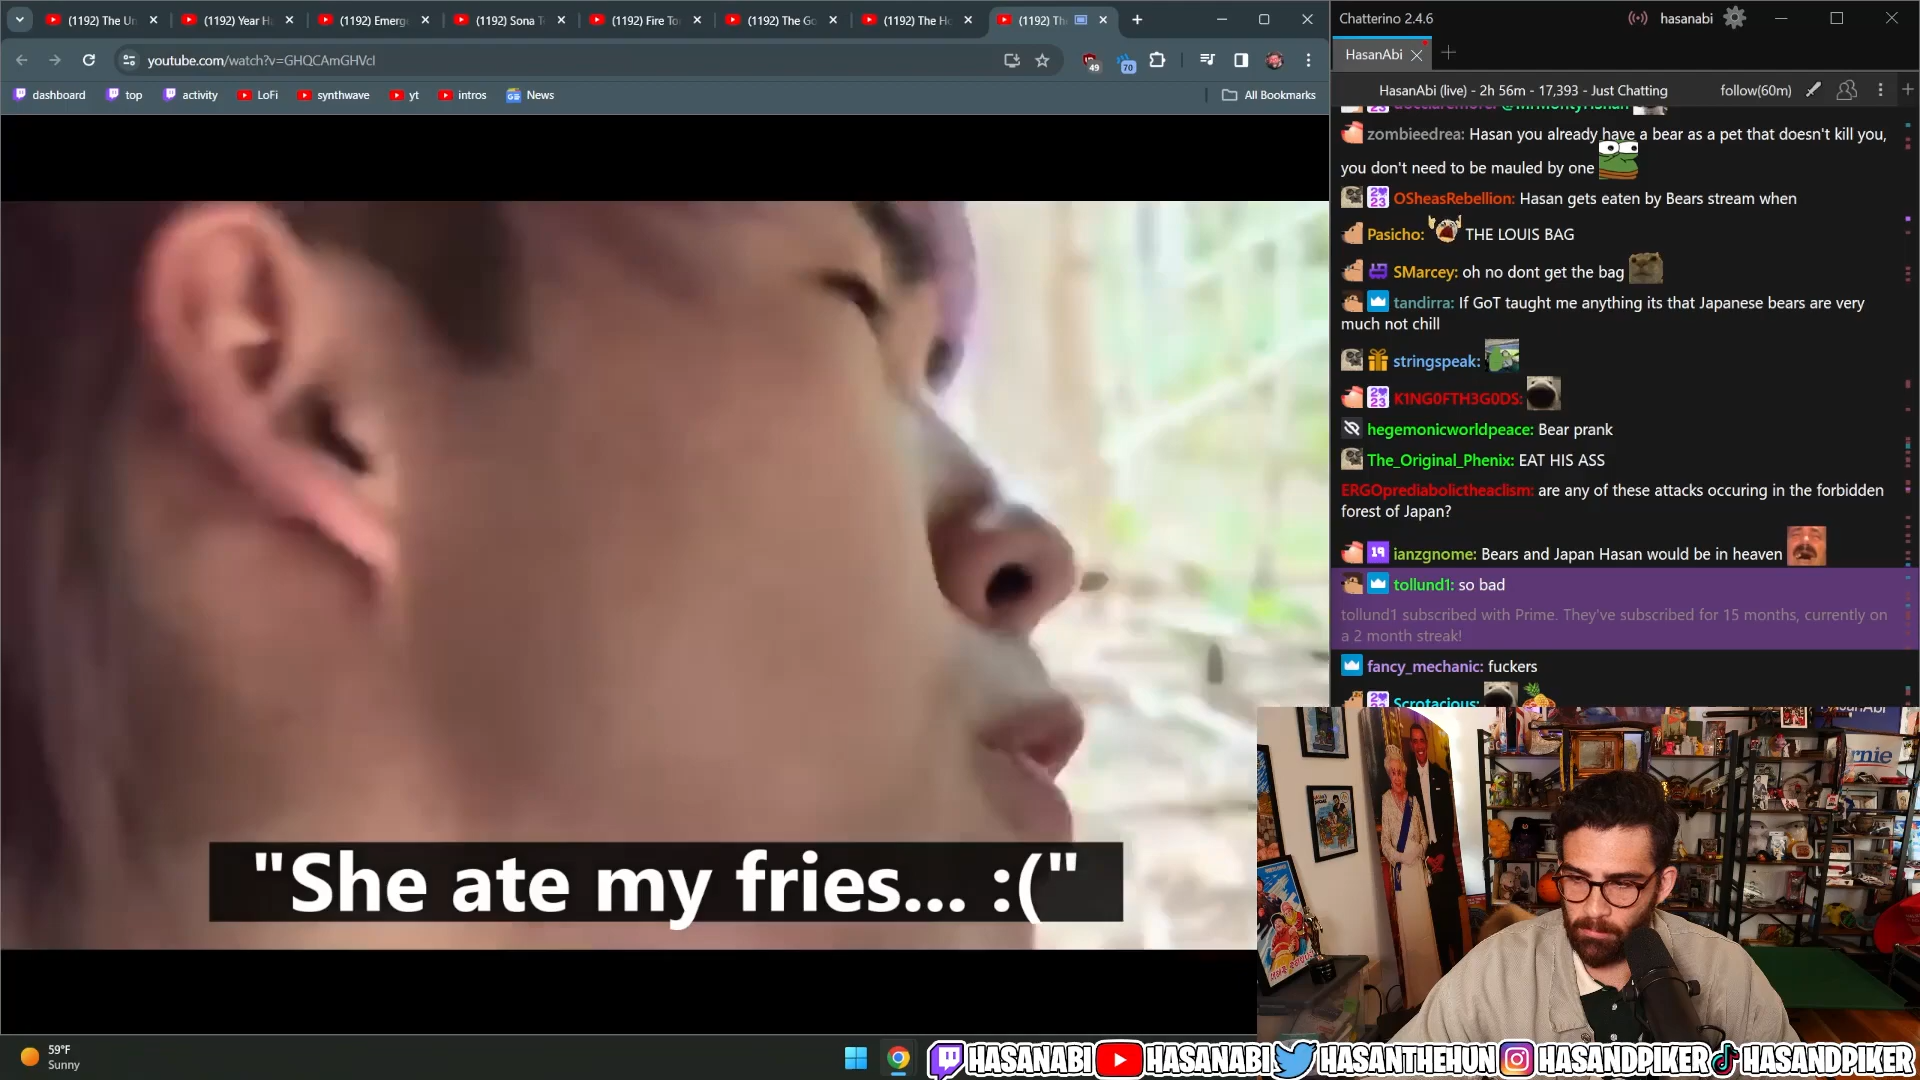 (1192) The Un
(1192) Year H
(1192) Emerg
(1192) Sona T
(1192) Fire To
(1192) The Go
(1192) The Ho
(1192) Th
youtube.com/watch?v=GHQCAmGHVcI
49
70
dashboard
top
activity
LoFi
synthwave
yt
intros
News
All Bookmarks
"She ate my fries... :("
59°F
Sunny
Chatterino 2.4.6
hasanabi
HasanAbi
HasanAbi (live) - 2h 56m - 17,393 - Just Chatting
follow(60m)
zombieedrea: Hasan you already have a bear as a pet that doesn't kill you,
you don't need to be mauled by one
OSheasRebellion: Hasan gets eaten by Bears stream when
Pasicho: THE LOUIS BAG
SMarcey: oh no dont get the bag
tandirra: If GoT taught me anything its that Japanese bears are very
much not chill
stringspeak:
K1NG0FTH3G0DS:
hegemonicworldpeace: Bear prank
The_Original_Phenix: EAT HIS ASS
ERGOprediabolictheaclism: are any of these attacks occuring in the forbidden
forest of Japan?
19 ianzgnome: Bears and Japan Hasan would be in heaven
tollund1: so bad
tollund1 subscribed with Prime. They've subscribed for 15 months, currently on
a 2 month streak!
fancy_mechanic: fuckers
Scrotacious:
HASANABI HASANABI HASANTHEHUN HASANDPIKER HASANDPIKER